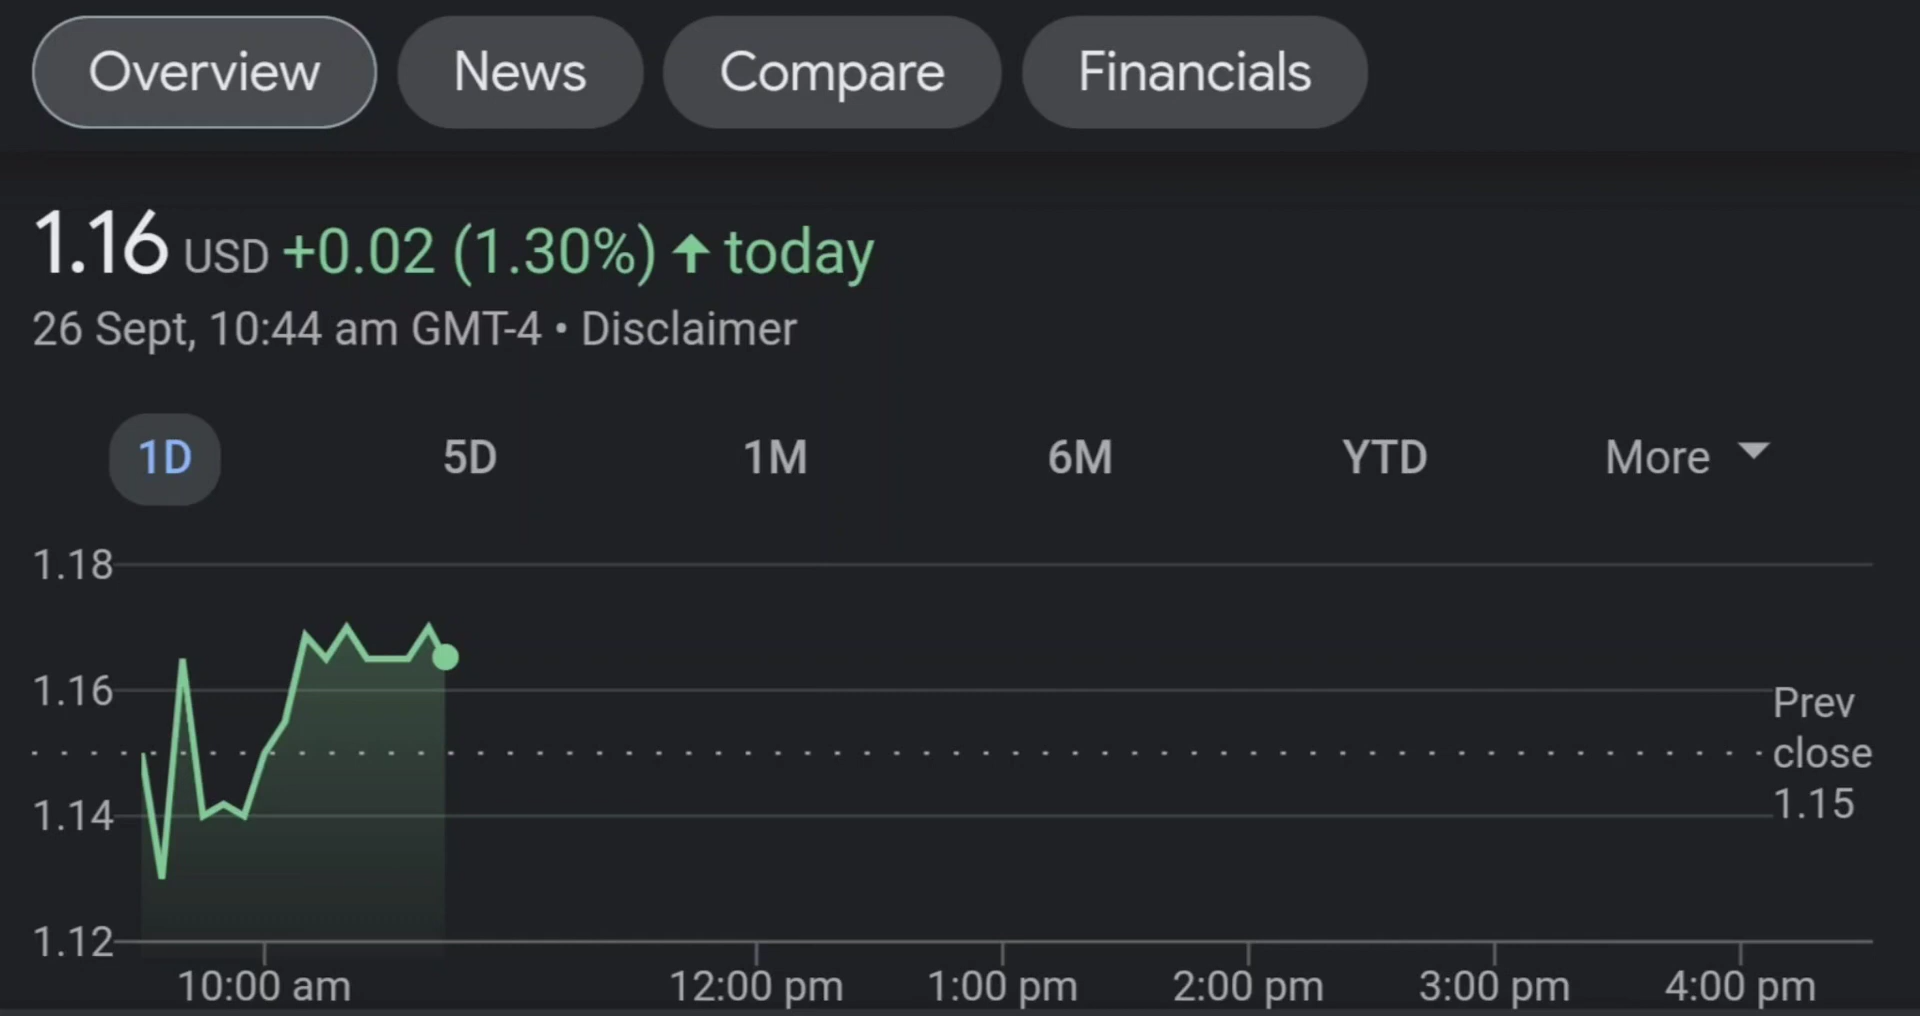 Overview News Compare Financials
1.16 USD +0.02 (1.30%) ↑ today
26 Sept, 10:44 am GMT-4 • Disclaimer
1D 5D 1M 6M YTD More
1.18
1.16
Prev
close
1.15
1.14
1.12
10:00 am 12:00 pm 1:00 pm 2:00 pm 3:00 pm 4:00 pm